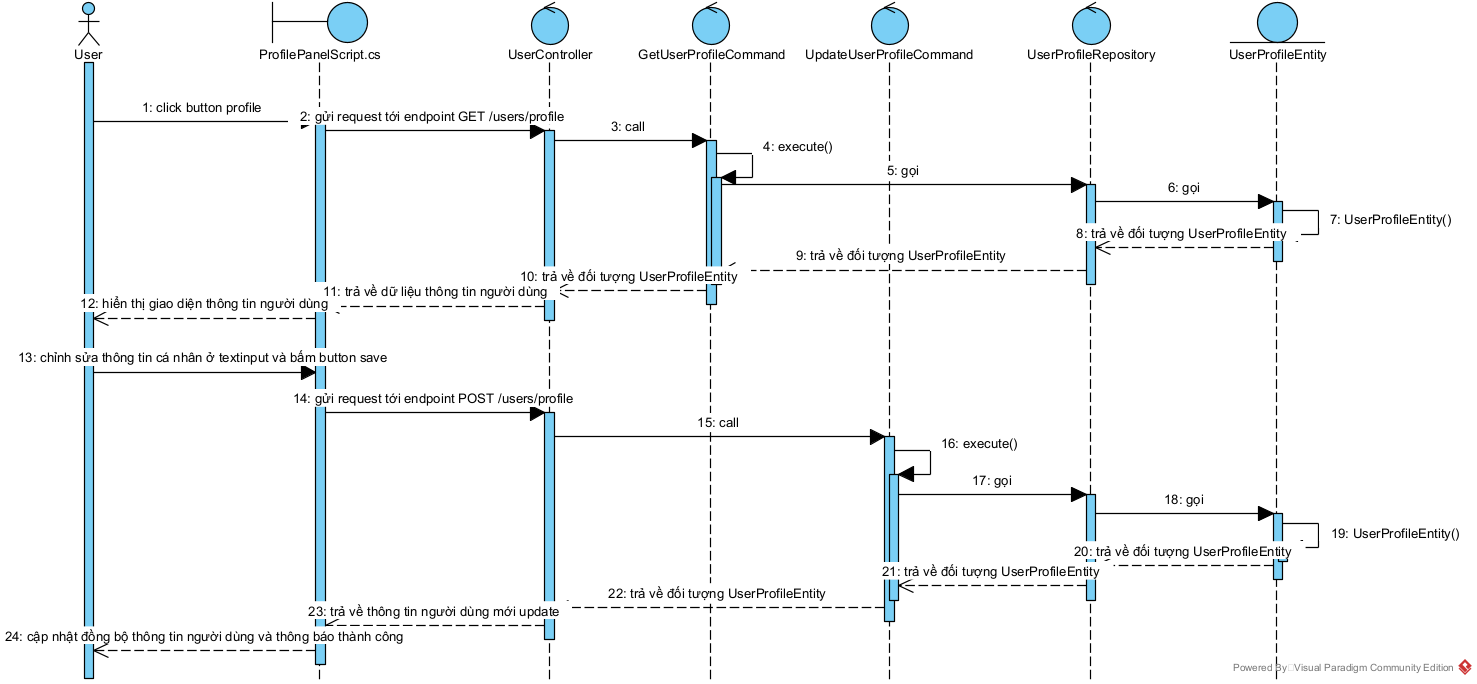 User
ProfilePanelScript.cs
UserController
GetUserProfileCommand
UpdateUserProfileCommand
UserProfileRepository
UserProfileEntity
1: click button profile
2: gửi request tới endpoint GET /users/profile
3: call
4: execute()
5: gọi
6: gọi
7: UserProfileEntity()
8: trả về đối tượng UserProfileEntity
9: trả về đối tượng UserProfileEntity
10: trả về đối tượng UserProfileEntity
11: trả về dữ liệu thông tin người dùng
12: hiển thị giao diện thông tin người dùng
13: chỉnh sửa thông tin cá nhân ở textinput và bấm button save
14: gửi request tới endpoint POST /users/profile
15: call
16: execute()
17: gọi
18: gọi
19: UserProfileEntity()
20: trả về đối tượng UserProfileEntity
21: trả về đối tượng UserProfileEntity
22: trả về đối tượng UserProfileEntity
23: trả về thông tin người dùng mới update
24: cập nhật đồng bộ thông tin người dùng và thông báo thành công
Powered By Visual Paradigm Community Edition